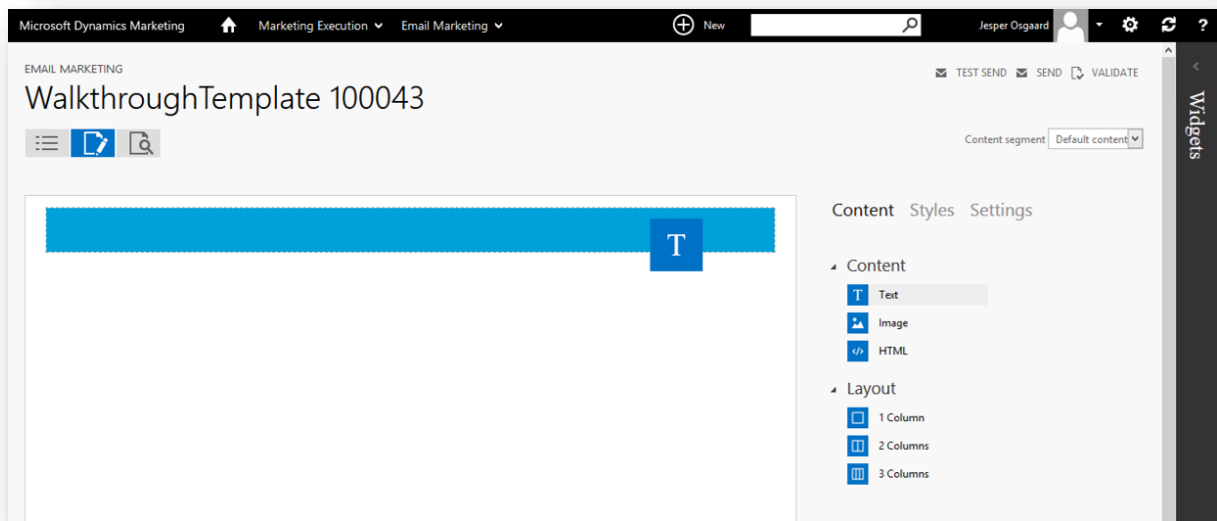 Microsoft Dynamics Marketing Marketing Execution Email Marketing New Jesper Osgaard ?
EMAIL MARKETING
TEST SEND SEND VALIDATE
WalkthroughTemplate 100043
Content segment Default content
Widgets
Content Styles Settings
T
Content
T Text
Image
</> HTML
Layout
1 Column
2 Columns
3 Columns